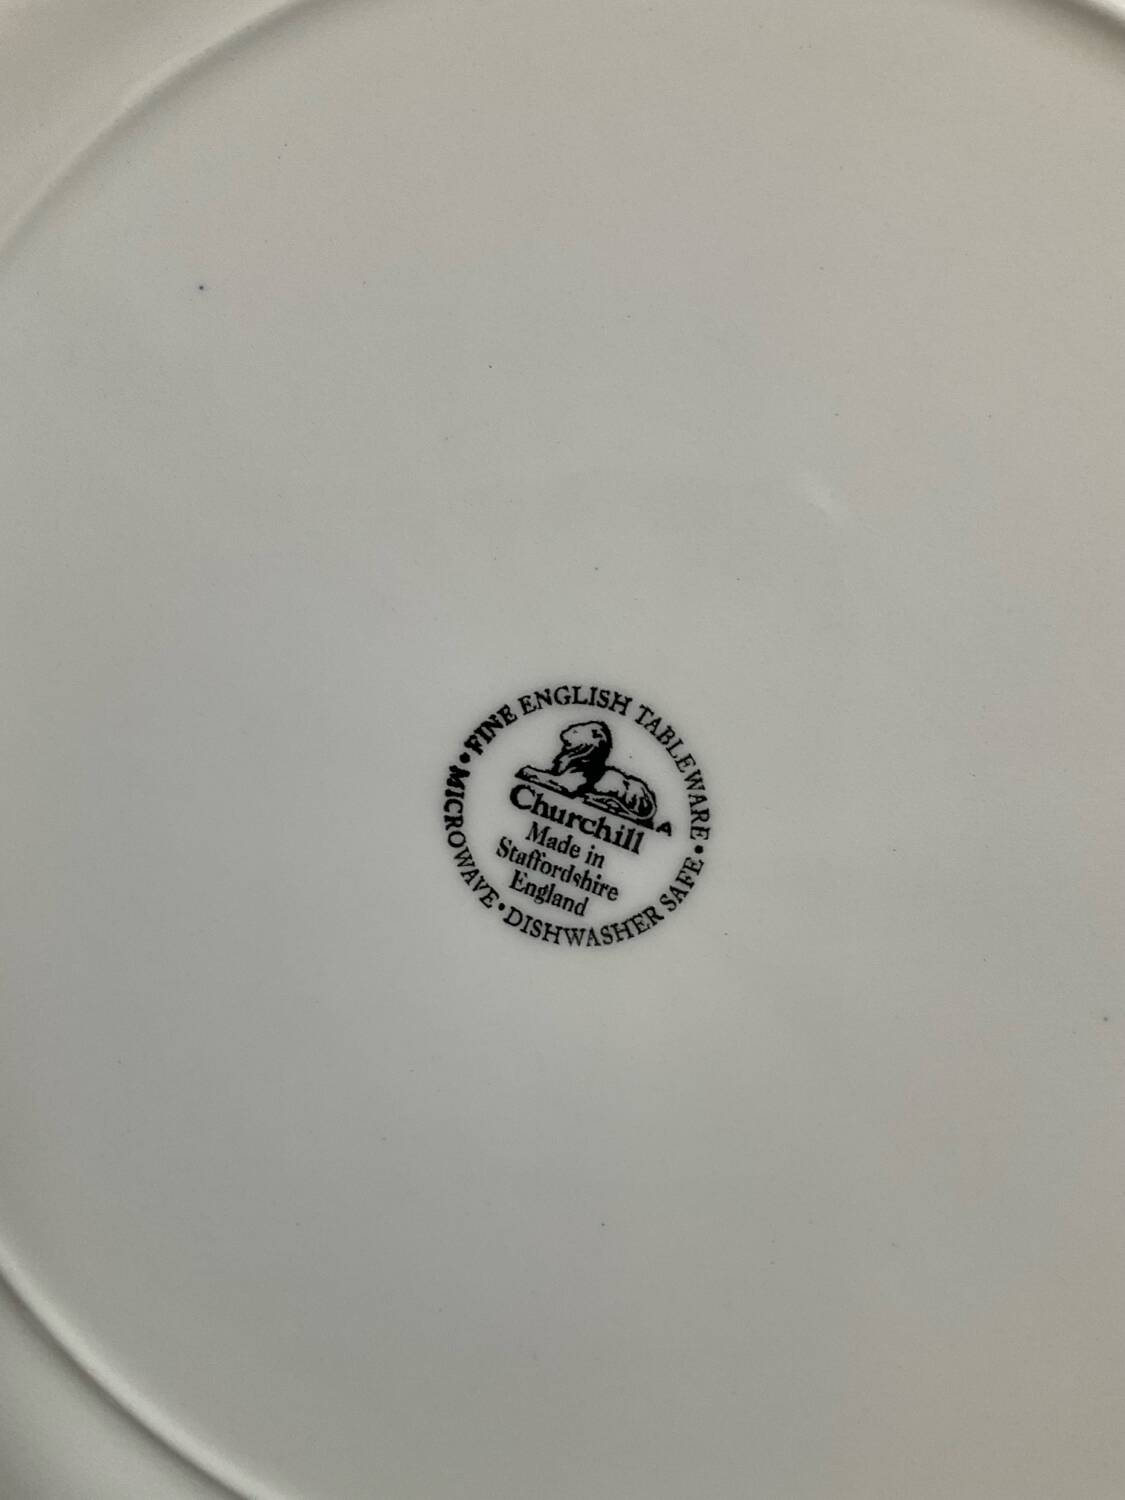 • FINE ENGLISH TABLEWARE •
MICROWAVE • DISHWASHER SAFE
A
Churchill
Made in
Staffordshire
England